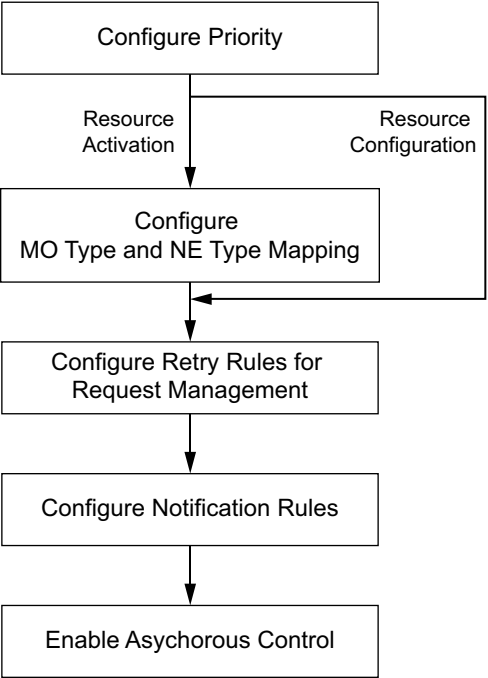 Configure Priority
Resource
Activation
Resource
Configuration
Configure
MO Type and NE Type Mapping
Configure Retry Rules for
Request Management
Configure Notification Rules
Enable Asychorous Control